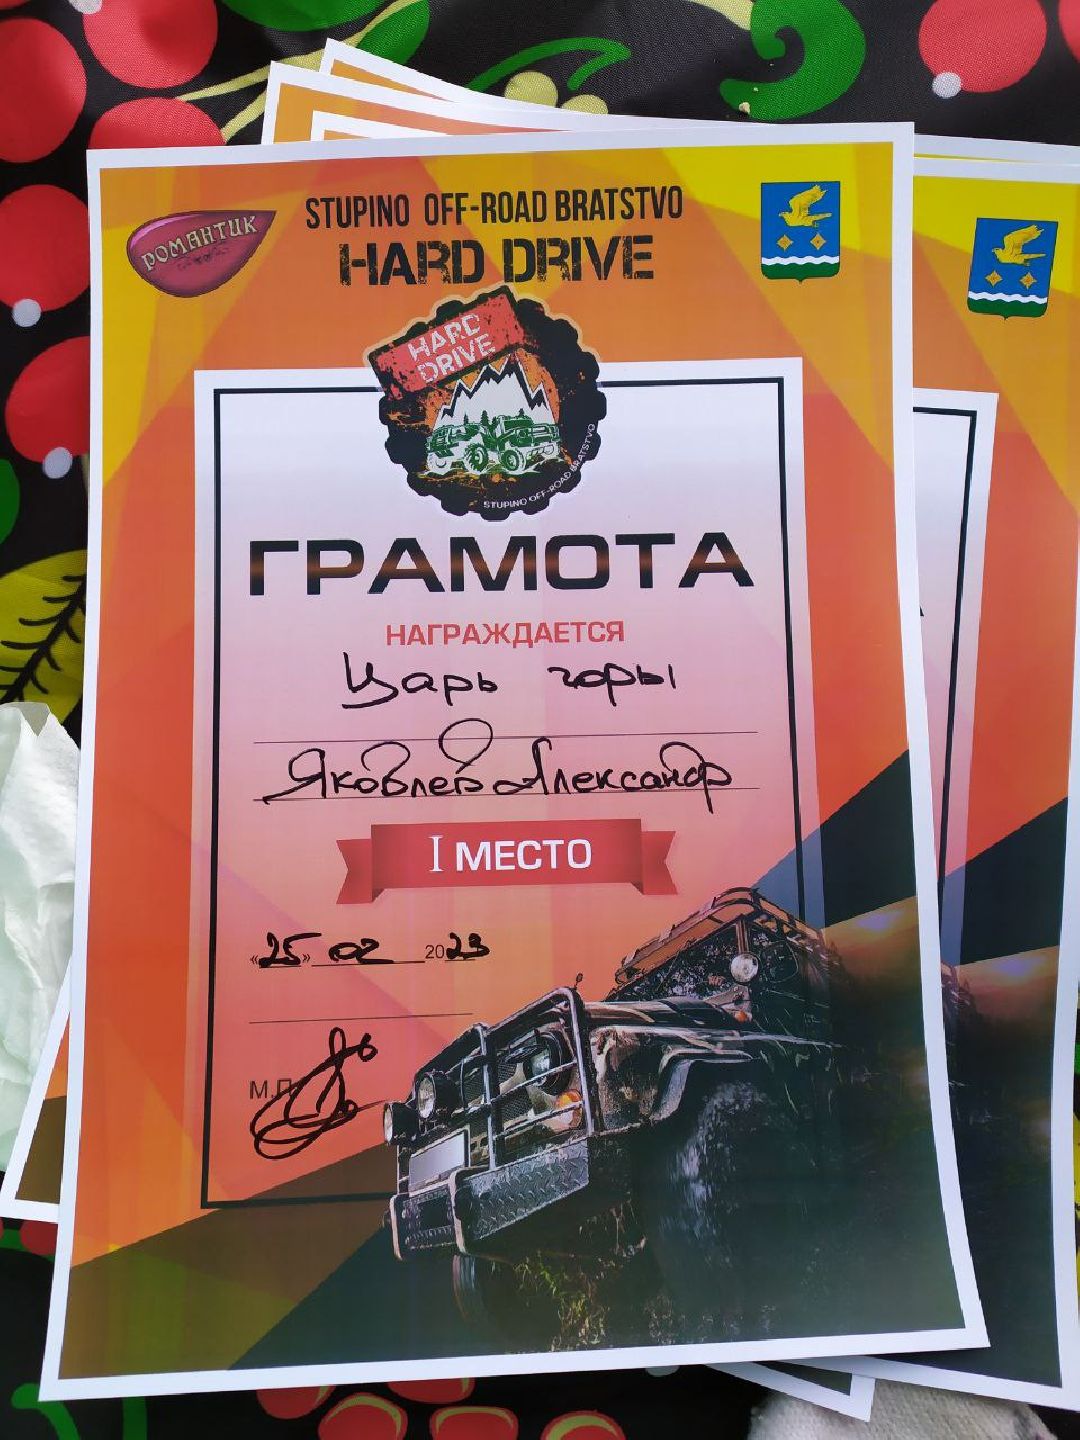 STUPINO OFF-ROAD BRATSTVO
HARD DRIVE
РОМАНТИК
HARD
DRIVE
STUPINO OFF-ROAD BRATSTVO
ГРАМОТА
НАГРАЖДАЕТСЯ
Царь горы
Яковлев Александр
I МЕСТО
«25» 02 2023
М.П.